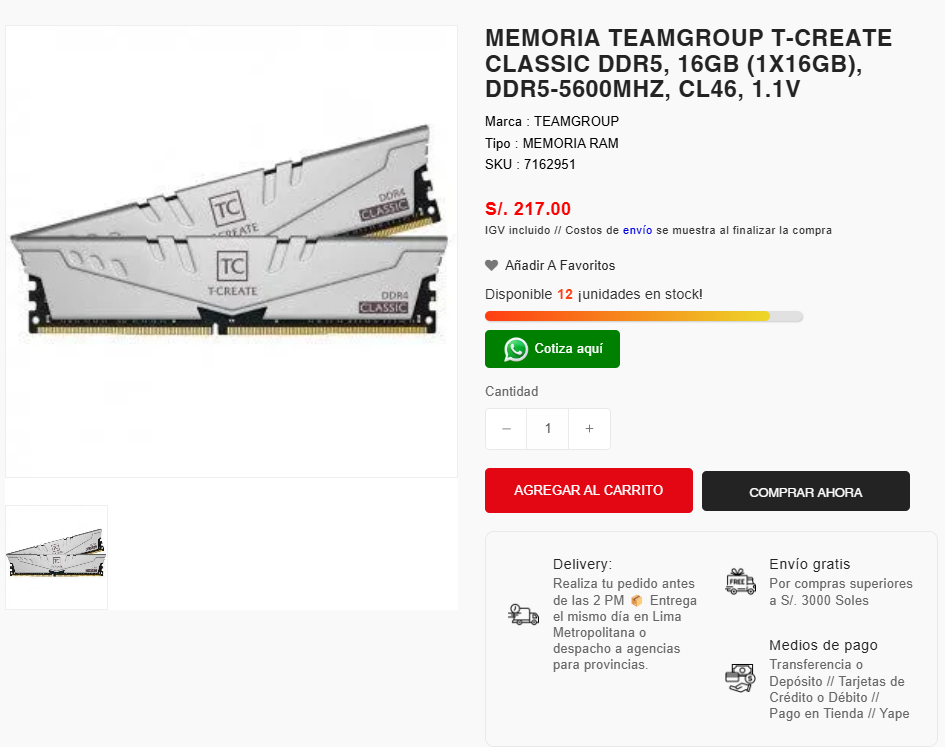 MEMORIA TEAMGROUP T-CREATE
CLASSIC DDR5, 16GB (1X16GB),
DDR5-5600MHZ, CL46, 1.1V
Marca : TEAMGROUP
Tipo : MEMORIA RAM
SKU : 7162951
S/. 217.00
IGV incluido // Costos de envío se muestra al finalizar la compra
Añadir A Favoritos
Disponible 12 ¡unidades en stock!
Cotiza aquí
Cantidad
− 1 +
AGREGAR AL CARRITO
COMPRAR AHORA
Delivery:
Realiza tu pedido antes
de las 2 PM 📦 Entrega
el mismo día en Lima
Metropolitana o
despacho a agencias
para provincias.
FREE
Envío gratis
Por compras superiores
a S/. 3000 Soles
Medios de pago
Transferencia o
Depósito // Tarjetas de
Crédito o Débito //
Pago en Tienda // Yape
TC
T-CREATE
DDR4
CLASSIC
TC
T-CREATE
DDR4
CLASSIC